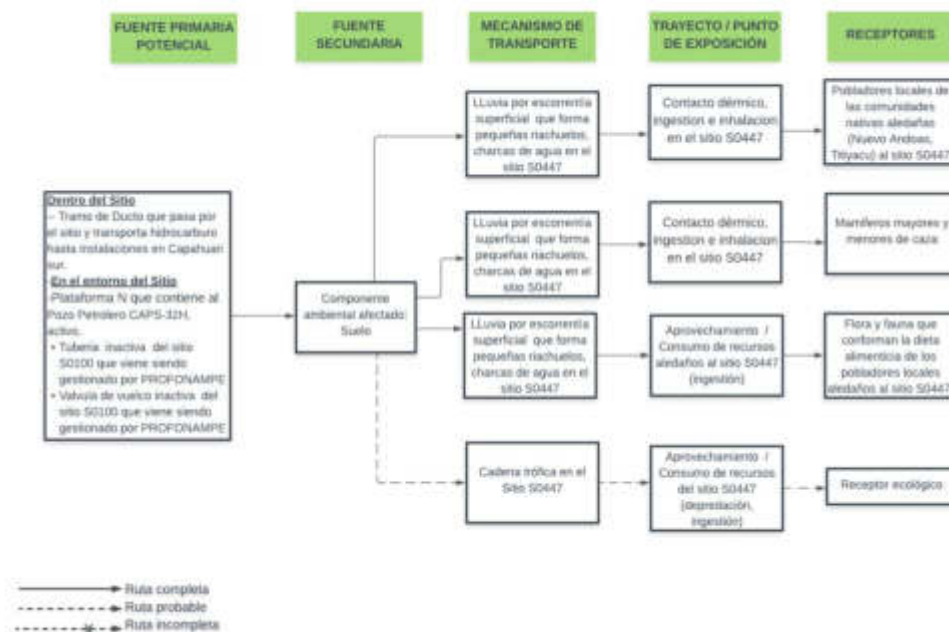 FUENTE PRIMARIA
POTENCIAL
FUENTE
SECUNDARIA
MECANISMO DE
TRANSPORTE
TRAYECTO / PUNTO
DE EXPOSICIÓN
RECEPTORES
Dentro del Sitio
- Tramo de Ducto que pasa por
el sitio y transporta hidrocarburo
hasta instalaciones en Capahuari
sur.
-En el entorno del Sitio
-Plataforma N que contiene al
Pozo Petrolero CAPS-32H,
activo.
• Tubería inactiva del sitio
S0100 que viene siendo
gestionado por PROFONAMPE
• Valvula de vuelco inactiva del
sitio S0100 que viene siendo
gestionado por PROFONAMPE
Componente
ambiental afectado:
Suelo
LLuvia por escorrentía
superficial que forma
pequeñas riachuelos,
charcas de agua en el
sitio S0447
Contacto dérmico,
ingestion e inhalacion
en el sitio S0447
Pobladores locales de
las comunidades
nativas aledañas
(Nuevo Andoas,
Titiyacu) al sitio S0447
LLuvia por escorrentía
superficial que forma
pequeñas riachuelos,
charcas de agua en el
sitio S0447
Contacto dérmico,
ingestion e inhalacion
en el sitio S0447
Mamíferos mayores y
menores de caza
LLuvia por escorrentía
superficial que forma
pequeñas riachuelos,
charcas de agua en el
sitio S0447
Aprovechamiento /
Consumo de recursos
aledaños al sitio S0447
(ingestión)
Flora y fauna que
conforman la dieta
alimenticia de los
pobladores locales
aledaños al sitio S0447
Cadena trófica en el
Sitio S0447
Aprovechamiento /
Consumo de recursos
del sitio S0447
(depredación,
ingestión)
Receptor ecológico
Ruta completa
Ruta probable
Ruta incompleta